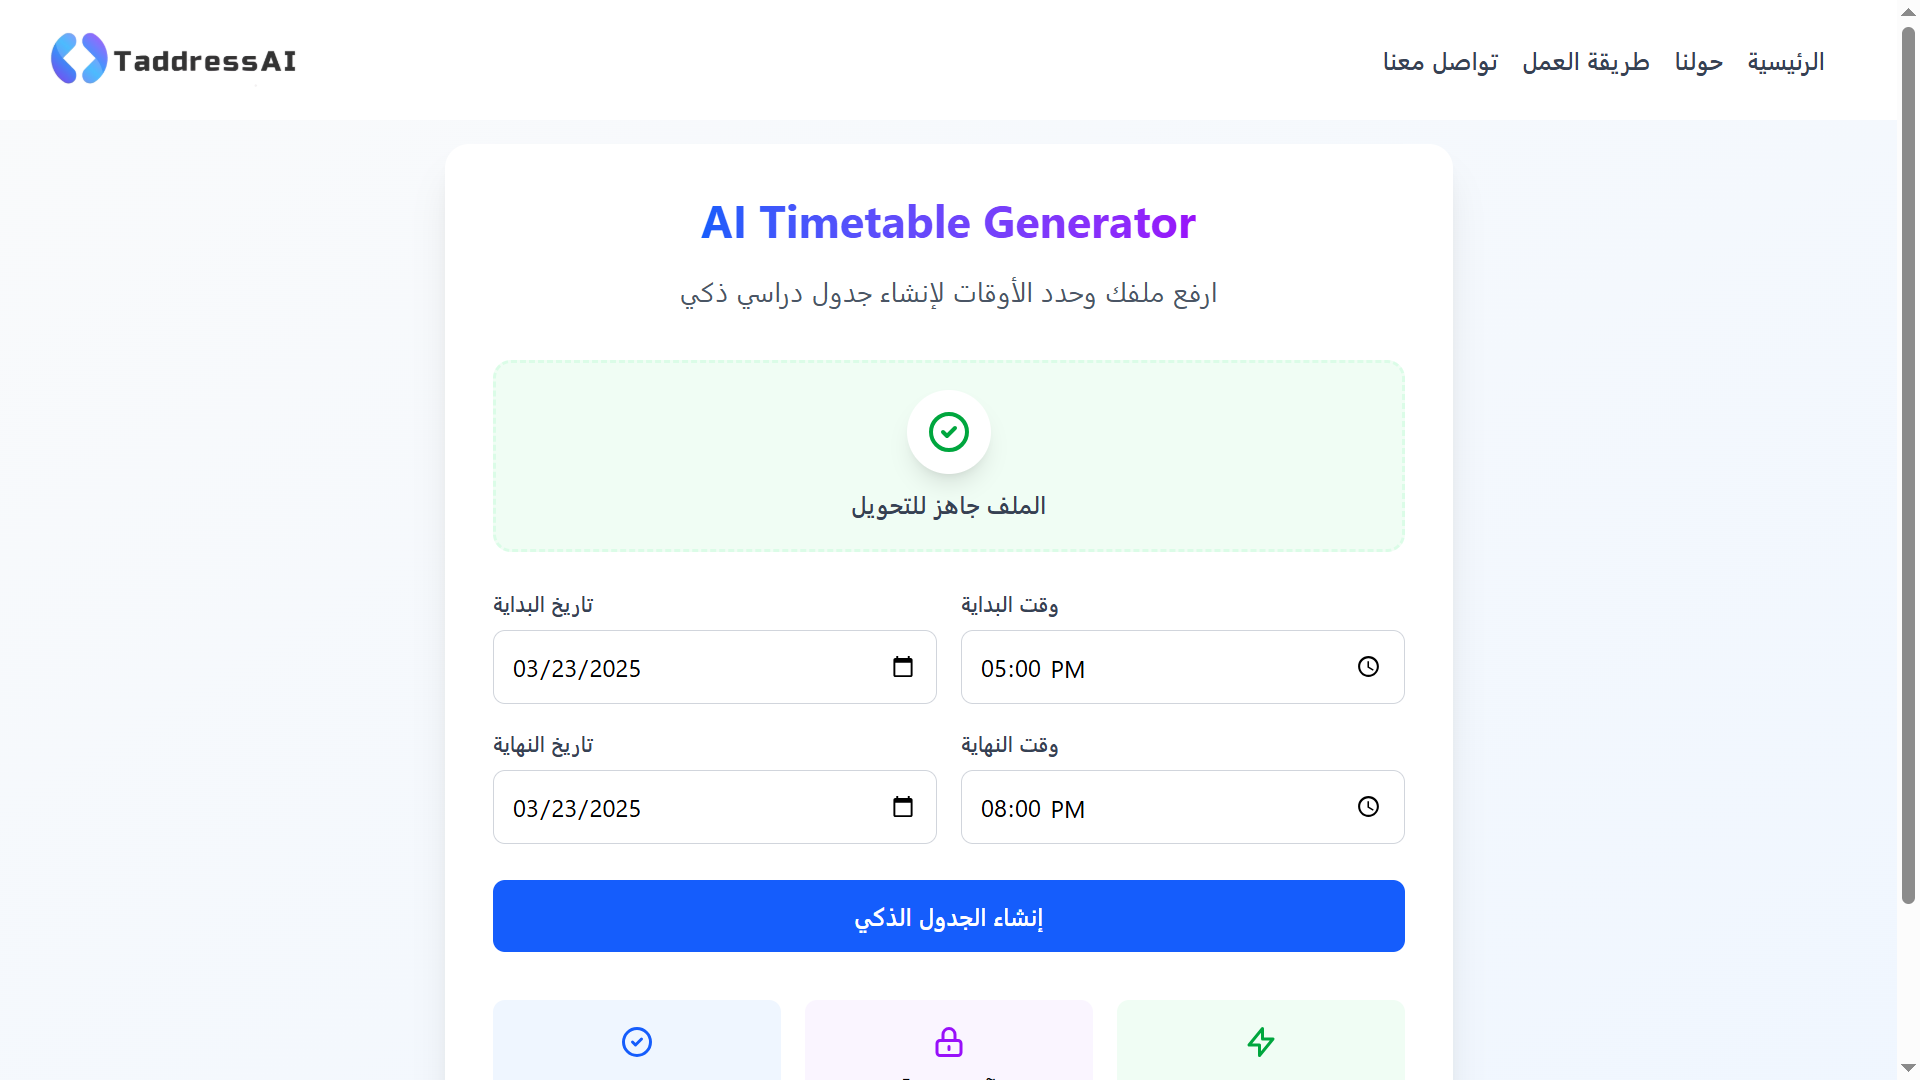 TaddressAI
الرئيسية حولنا طريقة العمل تواصل معنا
AI Timetable Generator
ارفع ملفك وحدد الأوقات لإنشاء جدول دراسي ذكي
الملف جاهز للتحويل
تاريخ البداية
وقت البداية
03/23/2025
05:00 PM
تاريخ النهاية
وقت النهاية
03/23/2025
08:00 PM
إنشاء الجدول الذكي